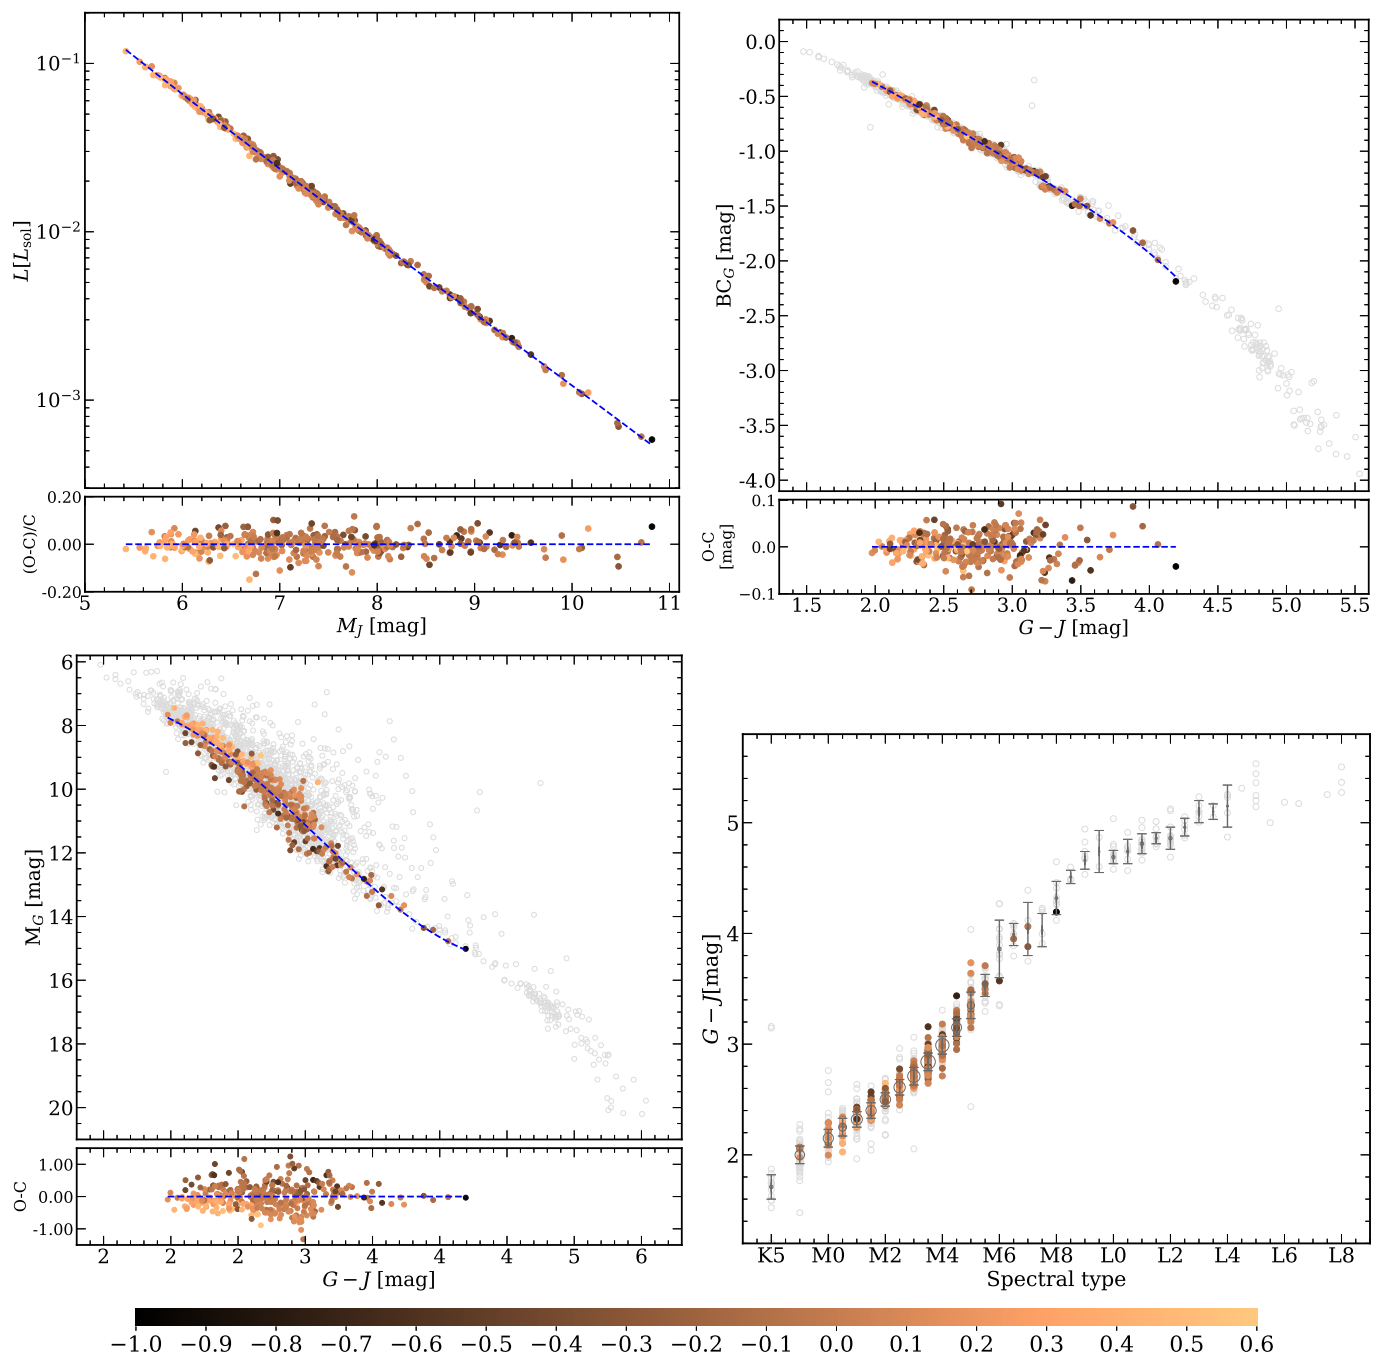 10⁻¹
10⁻²
10⁻³
L[L_sol]
0.20
0.00
-0.20
(O-C)/C
5 6 7 8 9 10 11
M_J [mag]
0.0
-0.5
-1.0
-1.5
-2.0
-2.5
-3.0
-3.5
-4.0
BC_G [mag]
0.1
0.0
−0.1
O-C
[mag]
1.5 2.0 2.5 3.0 3.5 4.0 4.5 5.0 5.5
G − J [mag]
6
8
10
12
14
16
18
20
M_G [mag]
1.00
0.00
-1.00
O-C
2 2 2 3 4 4 4 5 6
G − J [mag]
5
4
3
2
G − J[mag]
K5 M0 M2 M4 M6 M8 L0 L2 L4 L6 L8
Spectral type
−1.0 −0.9 −0.8 −0.7 −0.6 −0.5 −0.4 −0.3 −0.2 −0.1 0.0 0.1 0.2 0.3 0.4 0.5 0.6